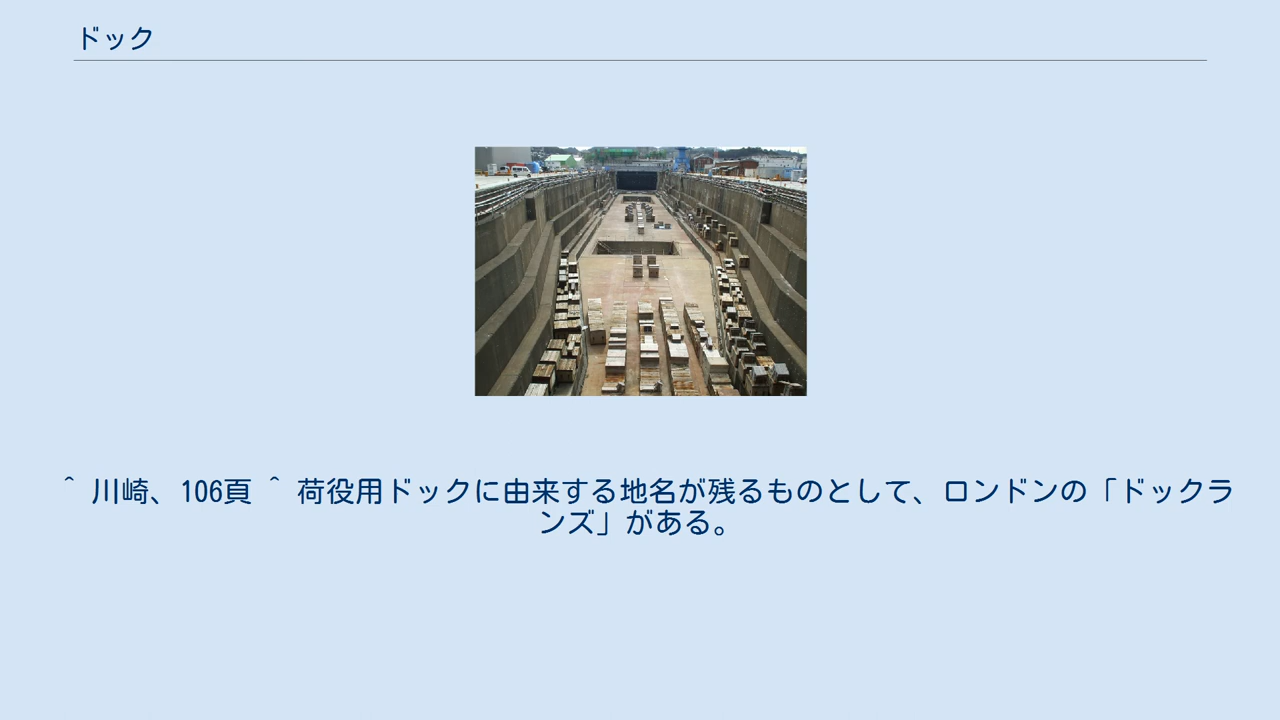 ドック
^ 川崎、106頁 ^ 荷役用ドックに由来する地名が残るものとして、ロンドンの「ドックラ
ンズ」がある。